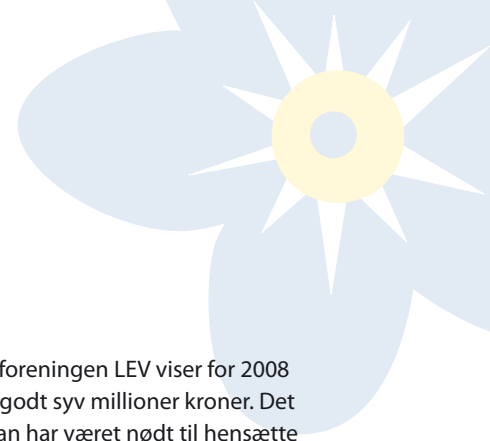 foreningen LEV viser for 2008
godt syv millioner kroner. Det
an har været nødt til hensætte